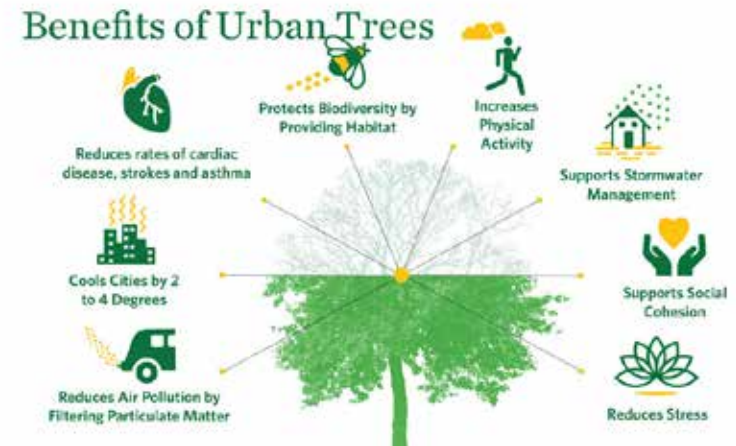 Benefits of Urban Trees
Protects Biodiversity by
Providing Habitat
Increases
Physical
Activity
Reduces rates of cardiac
disease, strokes and asthma
Supports Stormwater
Management
Cools Cities by 2
to 4 Degrees
Supports Social
Cohesion
Reduces Air Pollution by
Filtering Particulate Matter
Reduces Stress